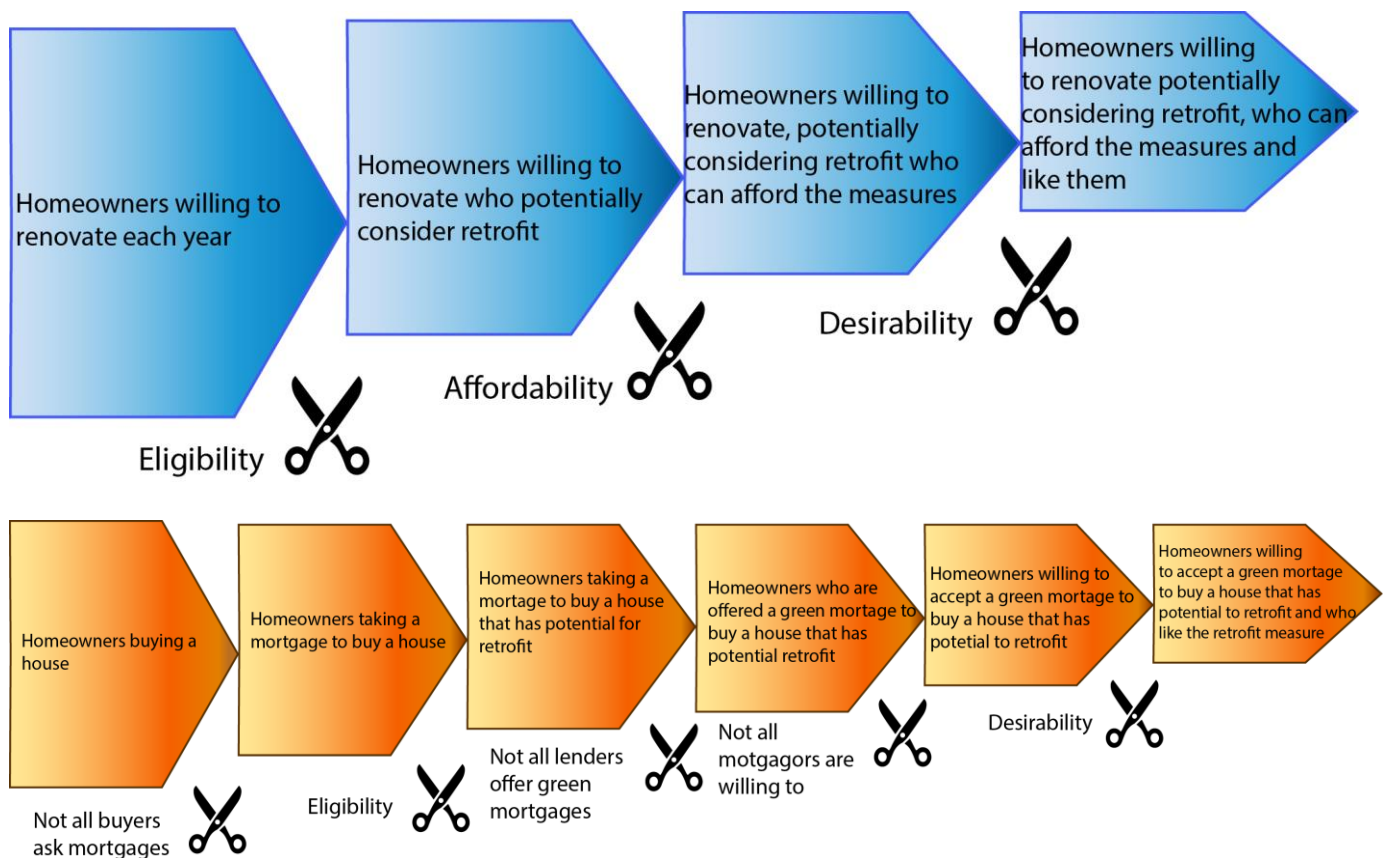 Homeowners willing to
renovate each year
Homeowners willing to
renovate who potentially
consider retrofit
Homeowners willing to
renovate, potentially
considering retrofit who
can afford the measures
Homeowners willing
to renovate potentially
considering retrofit, who can
afford the measures and
like them
Eligibility
Affordability
Desirability
Homeowners buying a
house
Homeowners taking a
mortgage to buy a house
Homeowners taking a
mortage to buy a house
that has potential for
retrofit
Homeowners who are
offered a green mortage to
buy a house that has
potential retrofit
Homeowners willing to
accept a green mortage to
buy a house that has
potetial to retrofit
Homeowners willing
to accept a green mortage
to buy a house that has
potential to retrofit and who
like the retrofit measure
Not all buyers
ask mortgages
Eligibility
Not all lenders
offer green
mortgages
Not all
motgagors are
willing to
Desirability